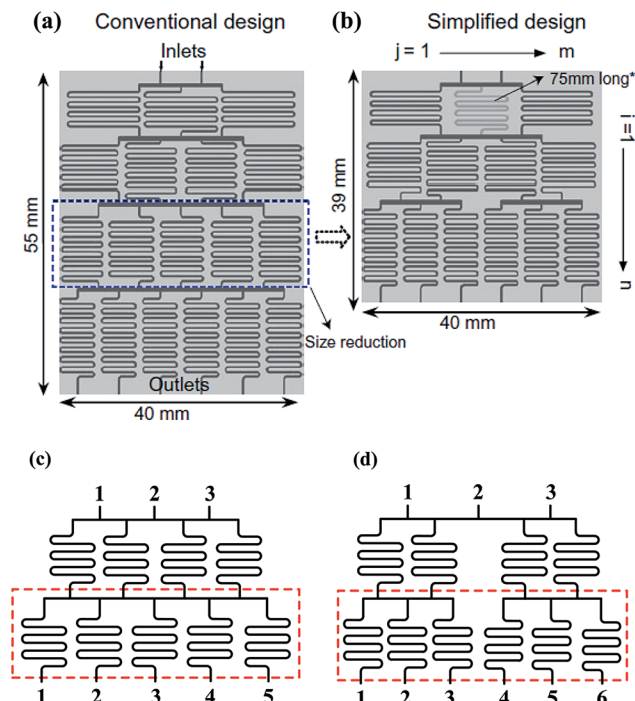 (a) Conventional design
(b) Simplified design
Inlets
j = 1 m
75mm long*
i=1
n
55 mm
39 mm
Size reduction
Outlets
40 mm
40 mm
(c)
(d)
1 2 3
1 2 3
1 2 3 4 5
1 2 3 4 5 6